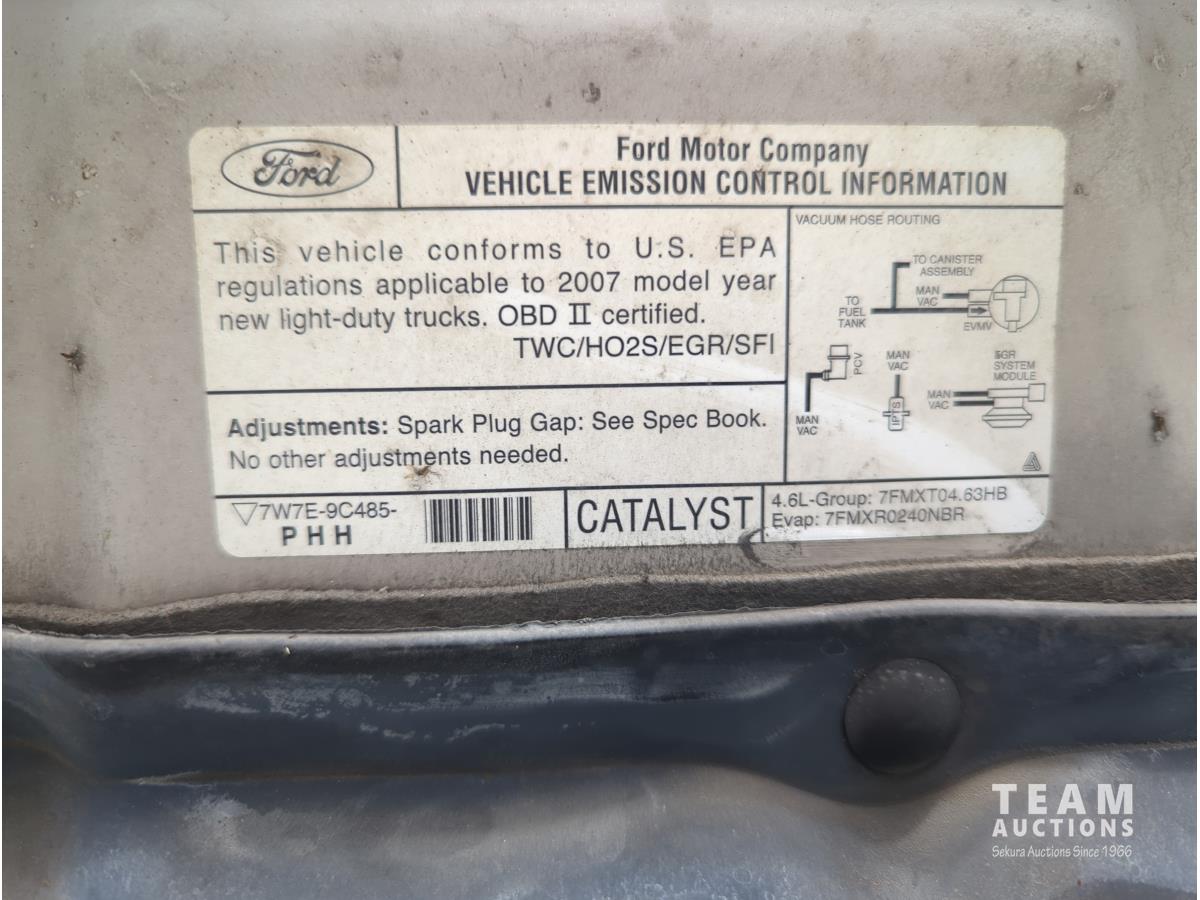 Ford
Ford Motor Company
VEHICLE EMISSION CONTROL INFORMATION
This vehicle conforms to U.S. EPA
regulations applicable to 2007 model year
new light-duty trucks. OBD II certified.
TWC/HO2S/EGR/SFI
Adjustments: Spark Plug Gap: See Spec Book.
No other adjustments needed.
VACUUM HOSE ROUTING
TO CANISTER
ASSEMBLY
MAN
VAC
TO
FUEL
TANK
EVMV
PCV
MAN
VAC
MAN
VAC
IPTS
EGR
SYSTEM
MODULE
MAN
VAC
7W7E-9C485-
PHH
CATALYST
4.6L-Group: 7FMXT04.63HB
Evap: 7FMXR0240NBR
TEAM
AUCTIONS
Sekura Auctions Since 1966